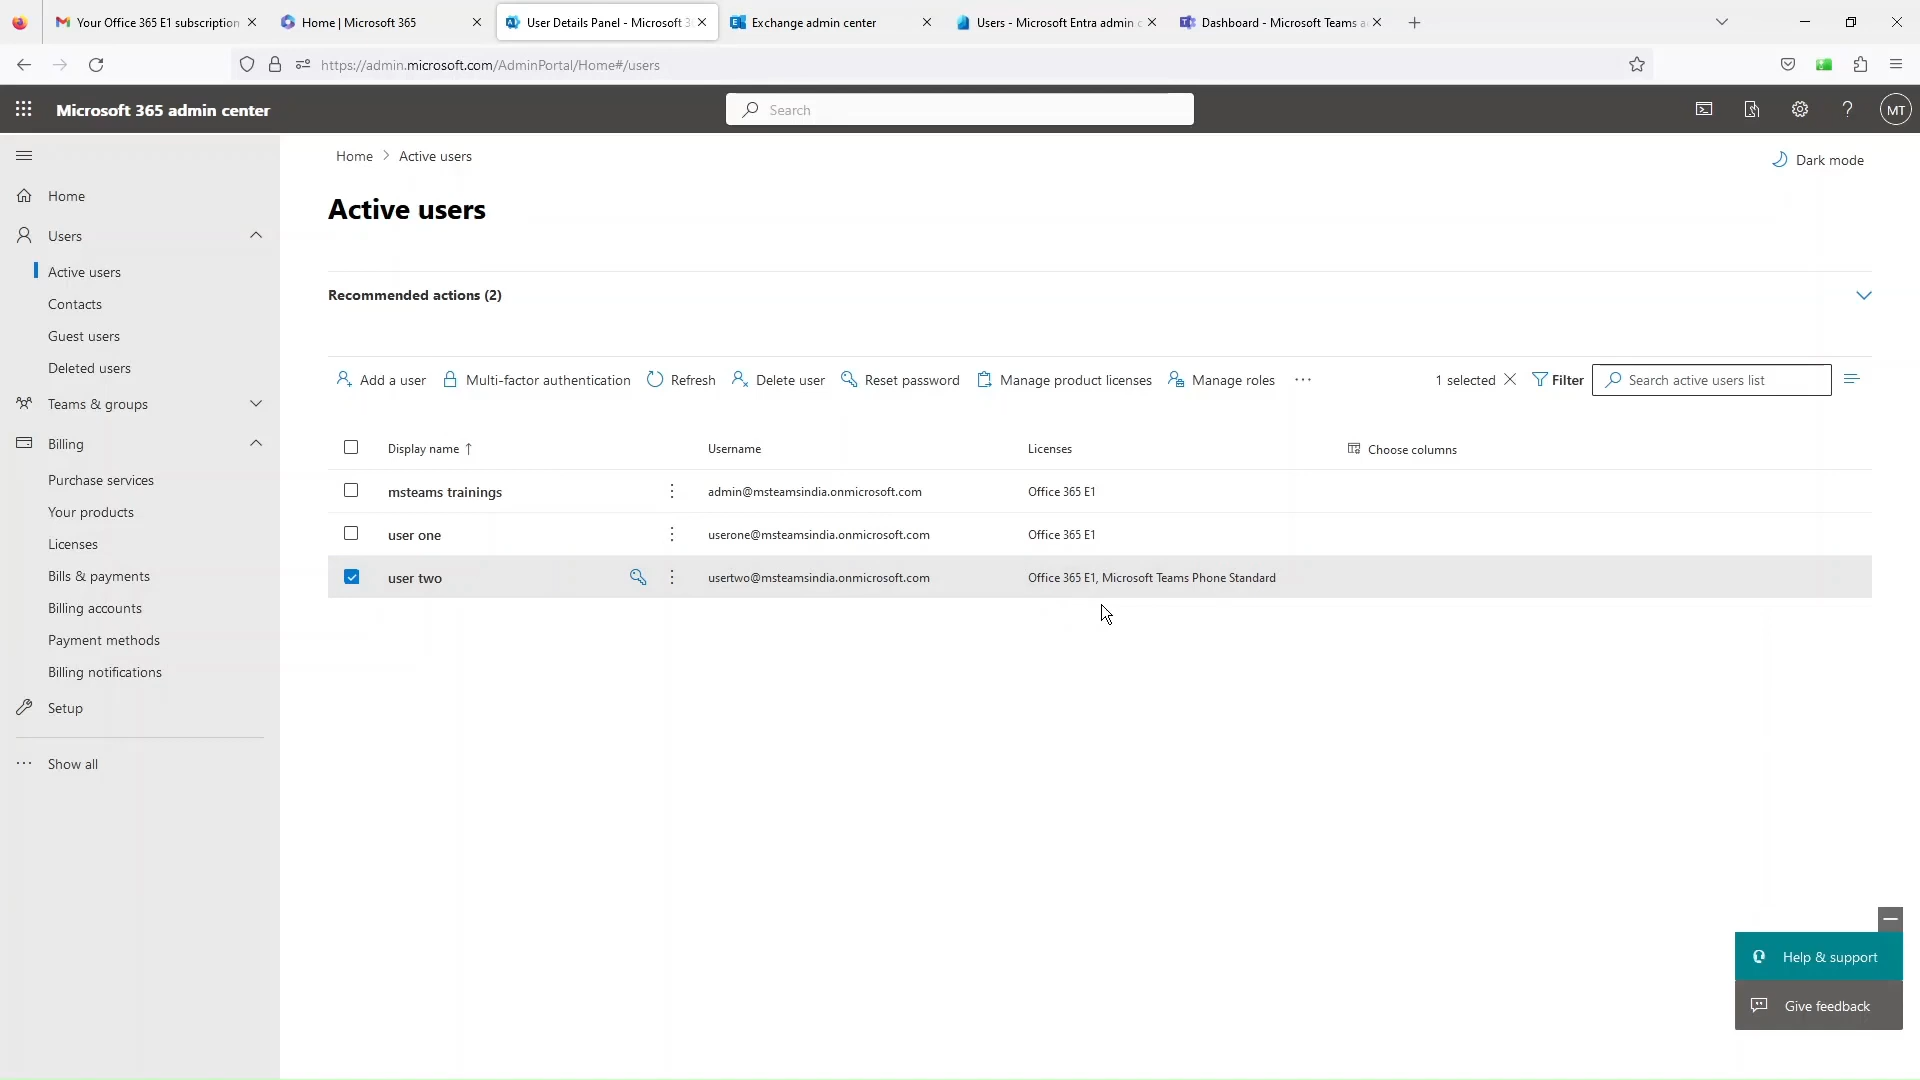 Your Office 365 E1 subscription
Home | Microsoft 365
User Details Panel - Microsoft 3
Exchange admin center
Users - Microsoft Entra admin c
Dashboard - Microsoft Teams a
https://admin.microsoft.com/AdminPortal/Home#/users
Microsoft 365 admin center
Search
MT
Home
Users
Active users
Contacts
Guest users
Deleted users
Teams & groups
Billing
Purchase services
Your products
Licenses
Bills & payments
Billing accounts
Payment methods
Billing notifications
Setup
Show all
Home > Active users
Dark mode
Active users
Recommended actions (2)
Add a user Multi-factor authentication Refresh Delete user Reset password Manage product licenses Manage roles 1 selected Filter Search active users list
Display name ↑ Username Licenses Choose columns
msteams trainings admin@msteamsindia.onmicrosoft.com Office 365 E1
user one userone@msteamsindia.onmicrosoft.com Office 365 E1
user two usertwo@msteamsindia.onmicrosoft.com Office 365 E1, Microsoft Teams Phone Standard
Help & support
Give feedback